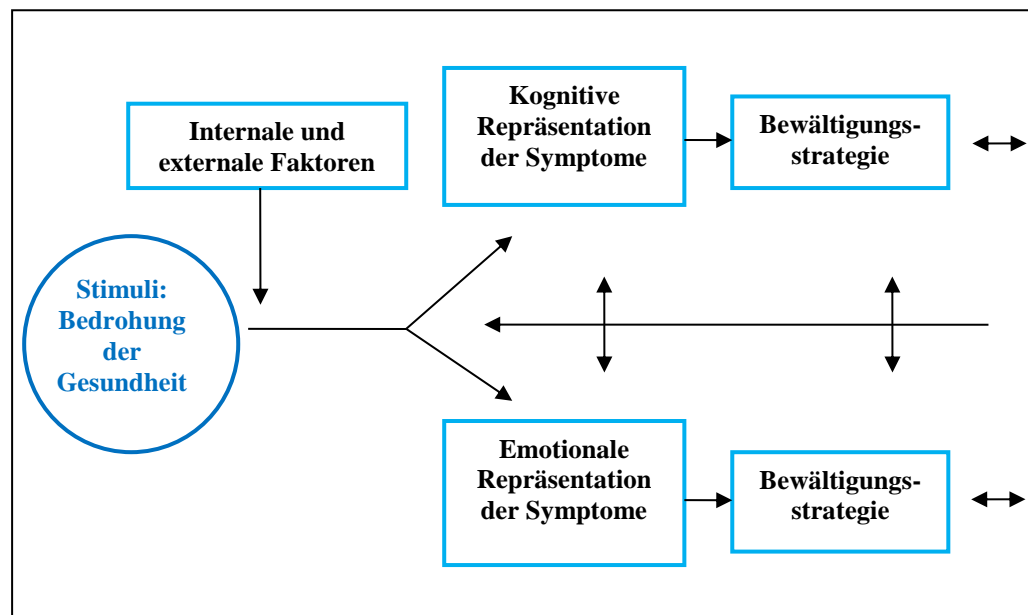 Internale und
externale Faktoren
Kognitive
Repräsentation
der Symptome
Bewältigungs-
strategie
Stimuli:
Bedrohung
der
Gesundheit
Emotionale
Repräsentation
der Symptome
Bewältigungs-
strategie